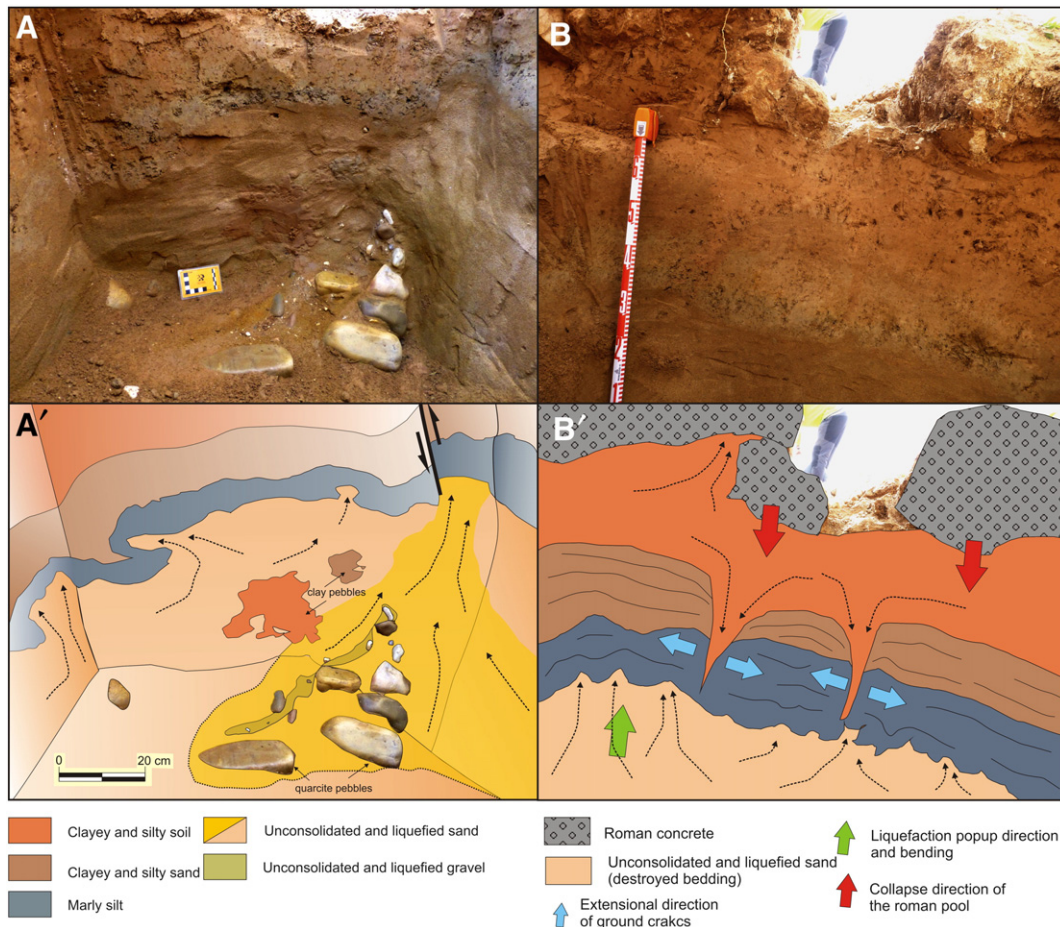 A
B
A′
B′
clay pebbles
0 20 cm
quarcite pebbles
Clayey and silty soil
Clayey and silty sand
Marly silt
Unconsolidated and liquefied sand
Unconsolidated and liquefied gravel
Roman concrete
Unconsolidated and liquefied sand
(destroyed bedding)
Extensional direction
of ground crakcs
Liquefaction popup direction
and bending
Collapse direction of
the roman pool